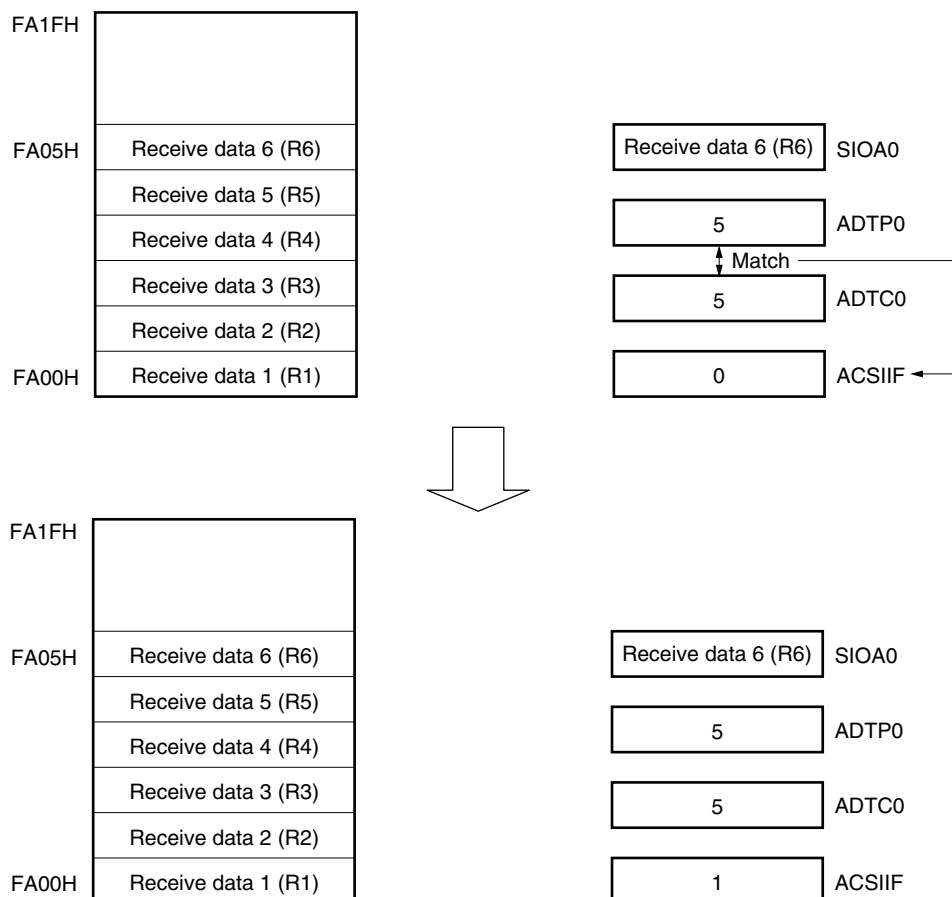 FA1FH
FA05H Receive data 6 (R6) Receive data 6 (R6) SIOA0
Receive data 5 (R5)
5 ADTP0
Receive data 4 (R4)
Match
Receive data 3 (R3)
5 ADTC0
Receive data 2 (R2)
FA00H Receive data 1 (R1) 0 ACSIIF
FA1FH
FA05H Receive data 6 (R6) Receive data 6 (R6) SIOA0
Receive data 5 (R5)
5 ADTP0
Receive data 4 (R4)
Receive data 3 (R3)
5 ADTC0
Receive data 2 (R2)
FA00H Receive data 1 (R1) 1 ACSIIF